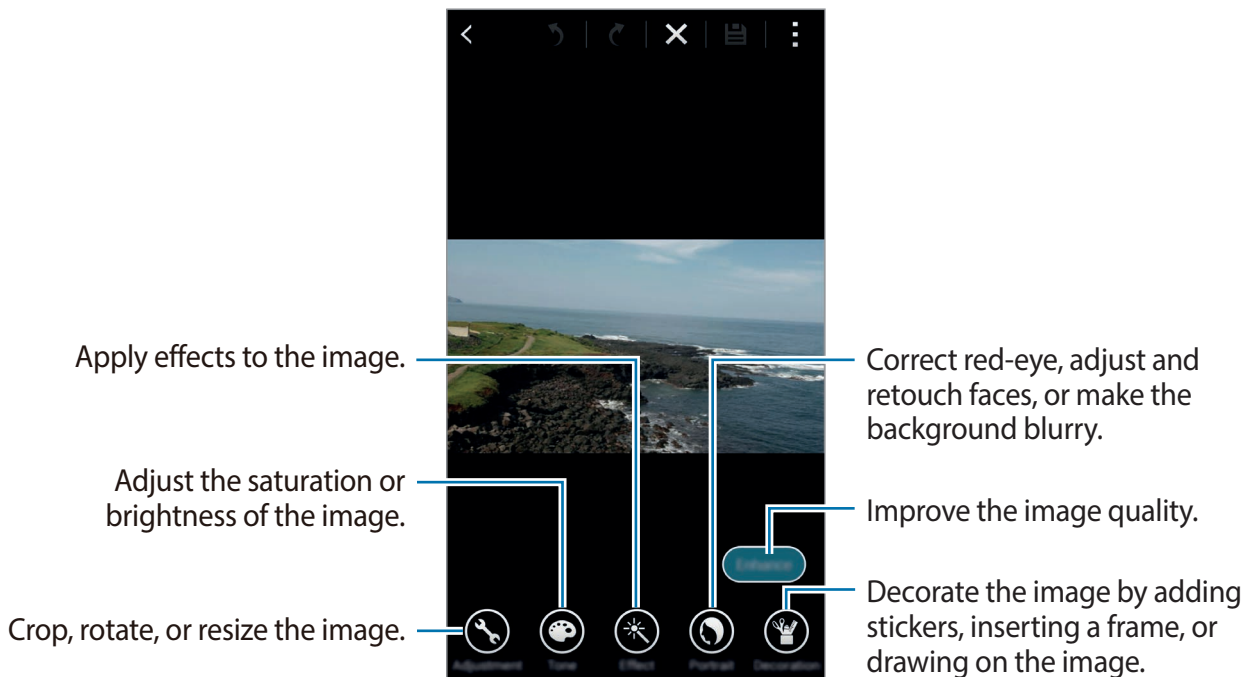 Apply effects to the image.
Adjust the saturation or
brightness of the image.
Crop, rotate, or resize the image.
Correct red-eye, adjust and
retouch faces, or make the
background blurry.
Improve the image quality.
Enhance
Decorate the image by adding
stickers, inserting a frame, or
drawing on the image.
Adjustment Tone Effect Portrait Decoration